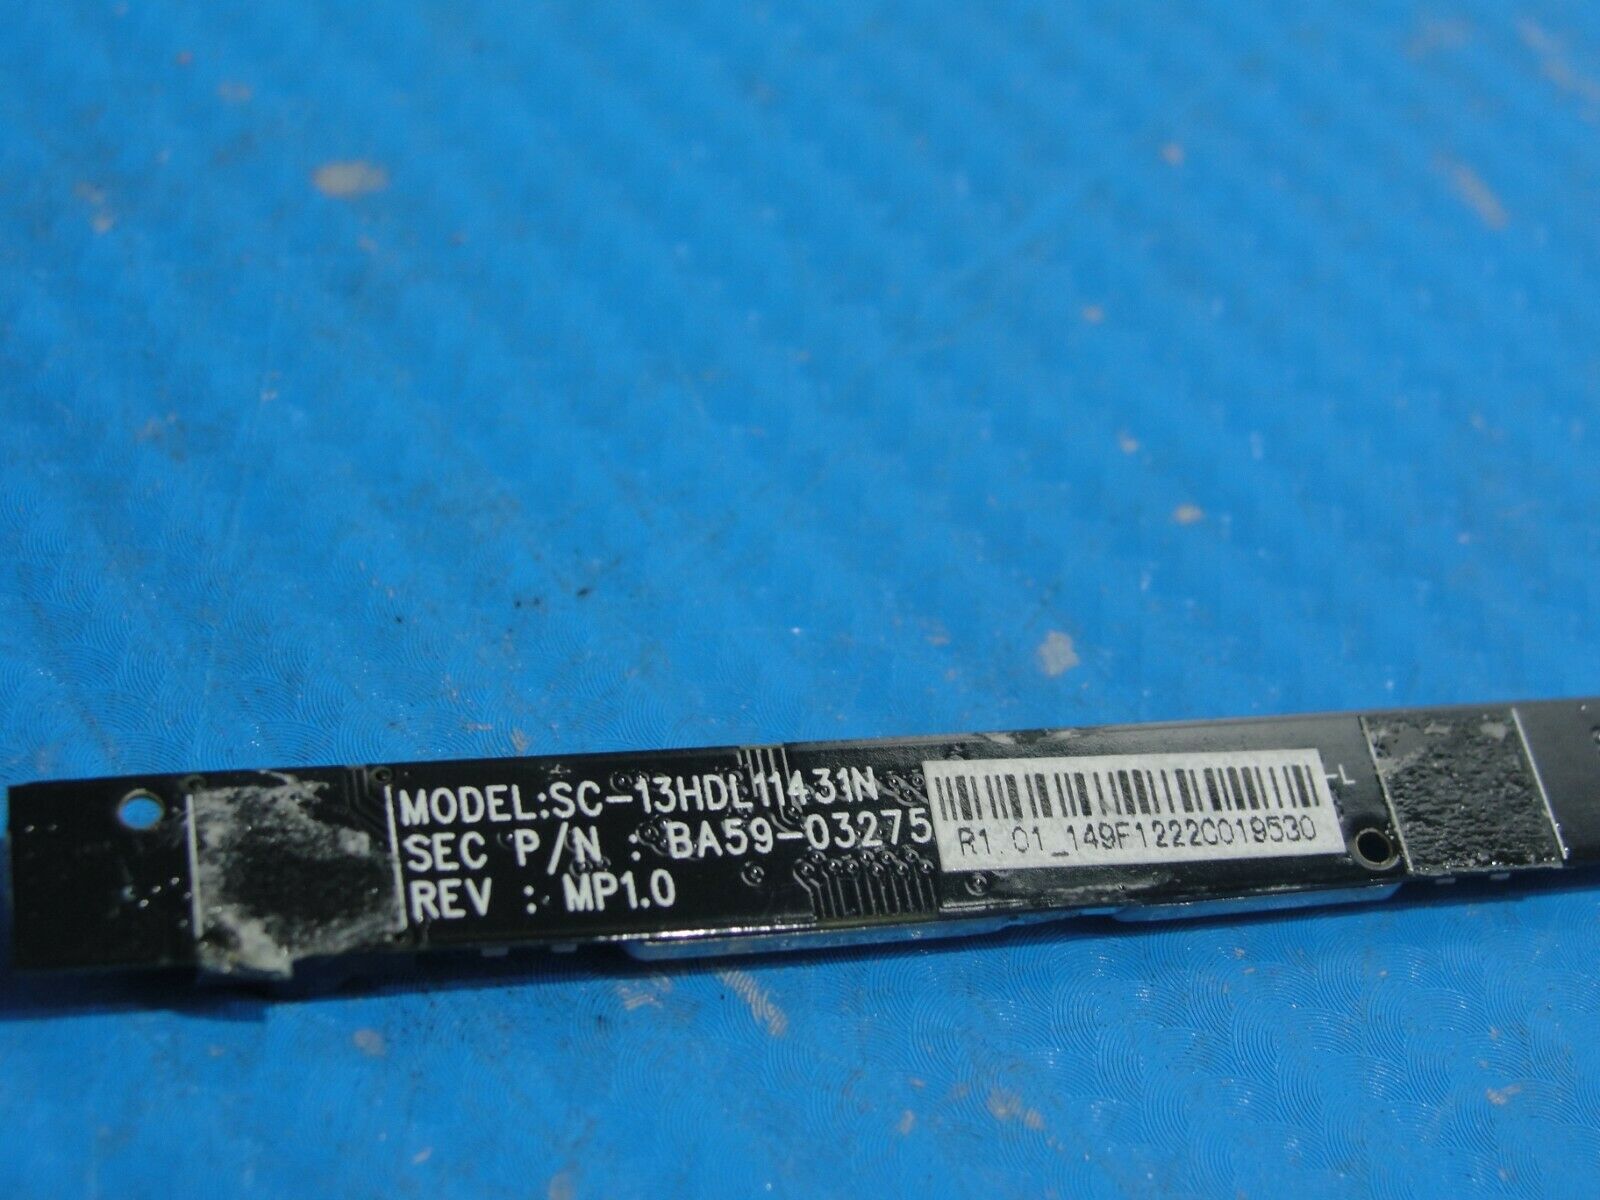 MODEL:SC-13HDL11431N
SEC P/N : BA59-03275
REV : MP1.0
R1.01_149F1222C019530
-L